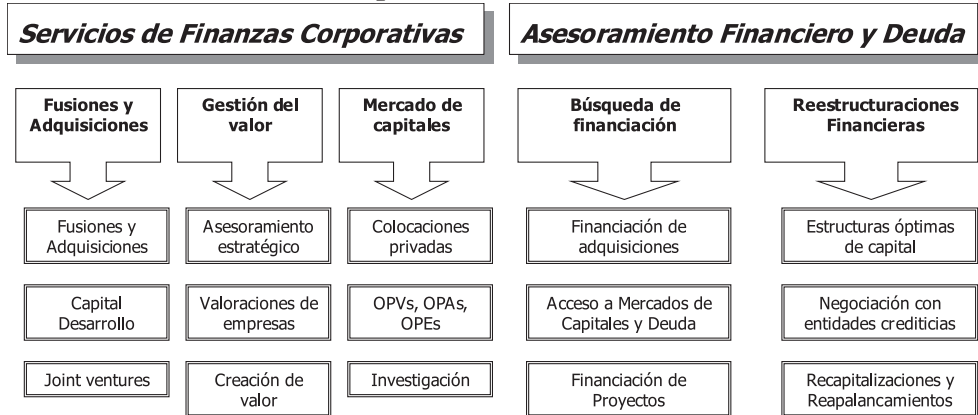 Servicios de Finanzas Corporativas
Asesoramiento Financiero y Deuda
Fusiones y
Adquisiciones
Gestión del
valor
Mercado de
capitales
Búsqueda de
financiación
Reestructuraciones
Financieras
Fusiones y
Adquisiciones
Asesoramiento
estratégico
Colocaciones
privadas
Financiación de
adquisiciones
Estructuras óptimas
de capital
Capital
Desarrollo
Valoraciones de
empresas
OPVs, OPAs,
OPEs
Acceso a Mercados de
Capitales y Deuda
Negociación con
entidades crediticias
Joint ventures
Creación de
valor
Investigación
Financiación de
Proyectos
Recapitalizaciones y
Reapalancamientos